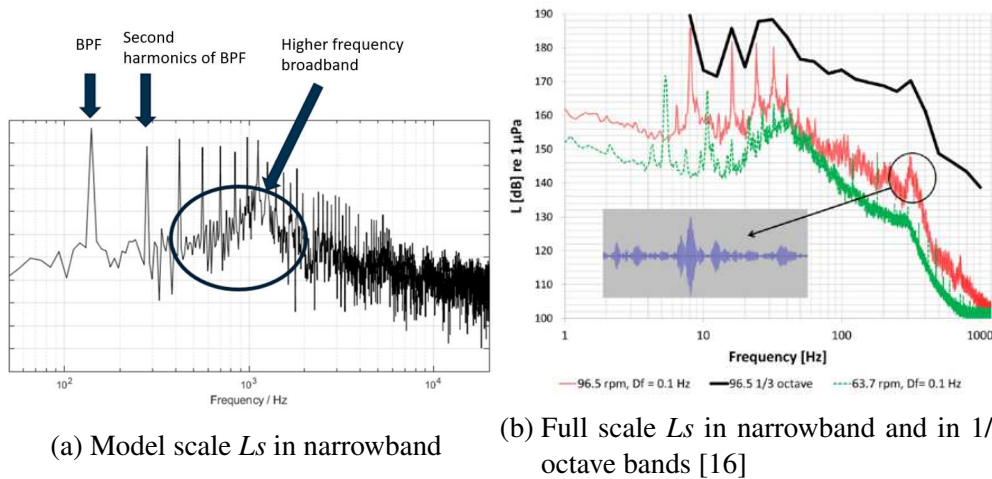 BPF
Second
harmonics of BPF
Higher frequency
broadband
10²
10³
10⁴
Frequency / Hz
(a) Model scale Ls in narrowband
(b)
190
180
170
160
150
140
130
120
110
100
L [dB] re 1 µPa
1
10
100
1000
Frequency [Hz]
96.5 rpm, Df = 0.1 Hz
96.5 1/3 octave
63.7 rpm, Df= 0.1 Hz
(b) Full scale Ls in narrowband and in 1/
octave bands [16]